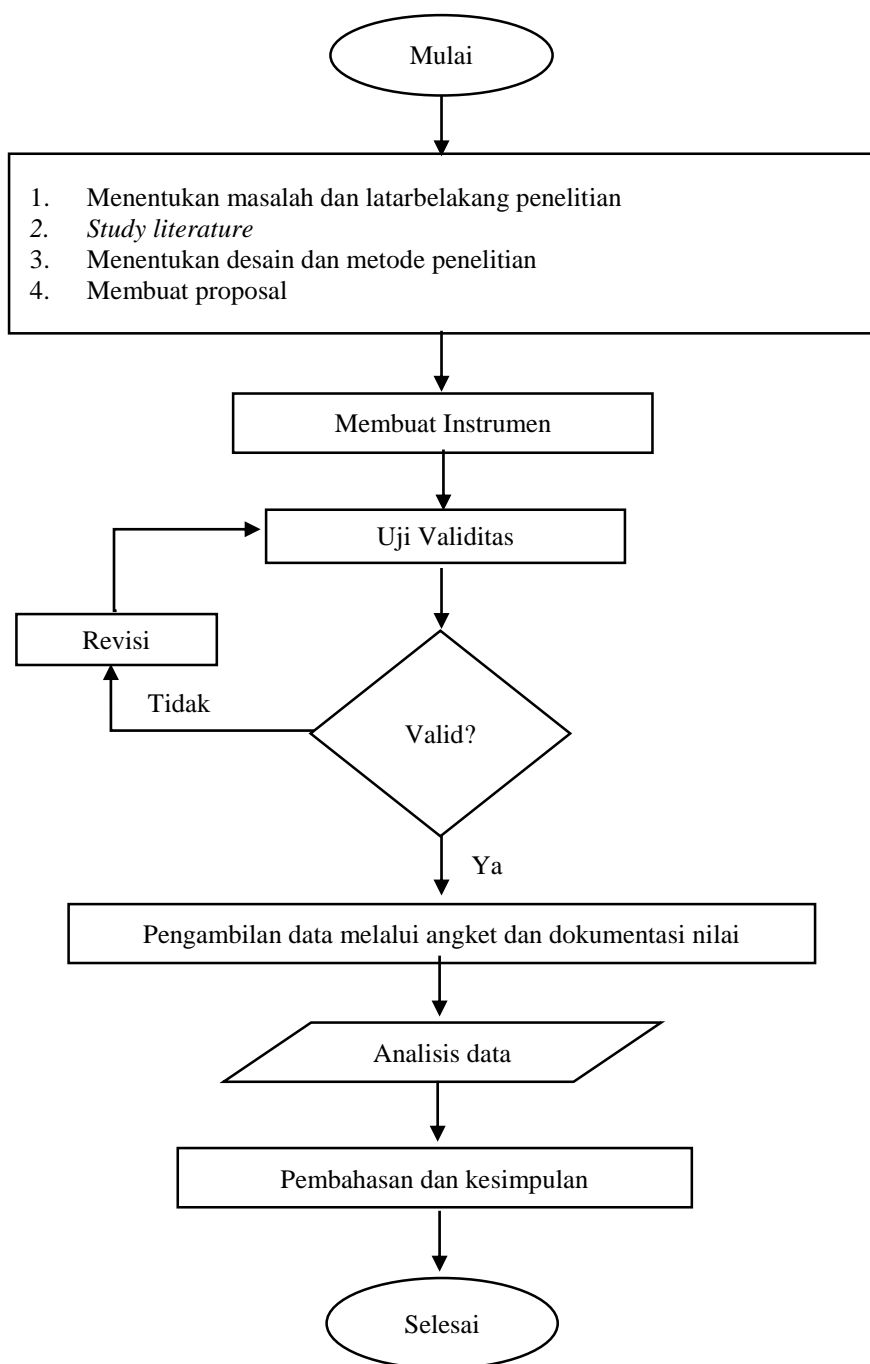 Mulai
1. Menentukan masalah dan latarbelakang penelitian
2. Study literature
3. Menentukan desain dan metode penelitian
4. Membuat proposal
Membuat Instrumen
Uji Validitas
Revisi
Tidak
Valid?
Ya
Pengambilan data melalui angket dan dokumentasi nilai
Analisis data
Pembahasan dan kesimpulan
Selesai